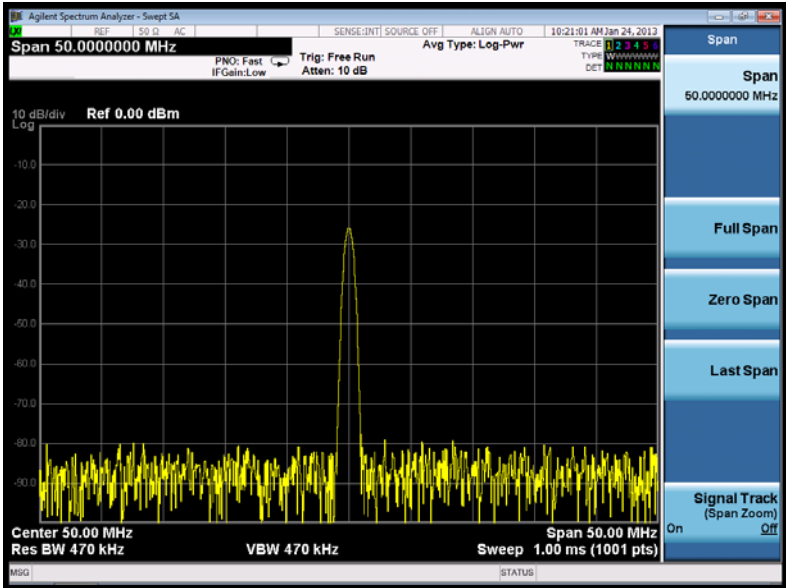 Agilent Spectrum Analyzer - Swept SA
REF 50 Ω AC SENSE:INT SOURCE OFF ALIGN AUTO 10:21:01 AM Jan 24, 2013
Span 50.0000000 MHz
Avg Type: Log-Pwr
TRACE 1 2 3 4 5 6
TYPE WWWWWW
DET N N N N N N
PNO: Fast
IFGain:Low
Trig: Free Run
Atten: 10 dB
10 dB/div Ref 0.00 dBm
Log
-10.0
-20.0
-30.0
-40.0
-50.0
-60.0
-70.0
-80.0
-90.0
Center 50.00 MHz Span 50.00 MHz
Res BW 470 kHz VBW 470 kHz Sweep 1.00 ms (1001 pts)
MSG STATUS
Span
Span
50.0000000 MHz
Full Span
Zero Span
Last Span
Signal Track
(Span Zoom)
On Off